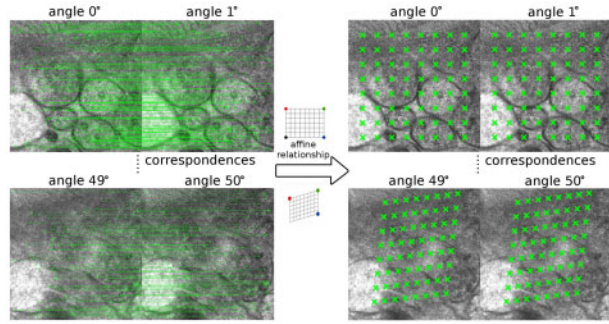 angle 0° angle 1° angle 0° angle 1°
affine
relationship
correspondences correspondences
angle 49° angle 50° angle 49° angle 50°